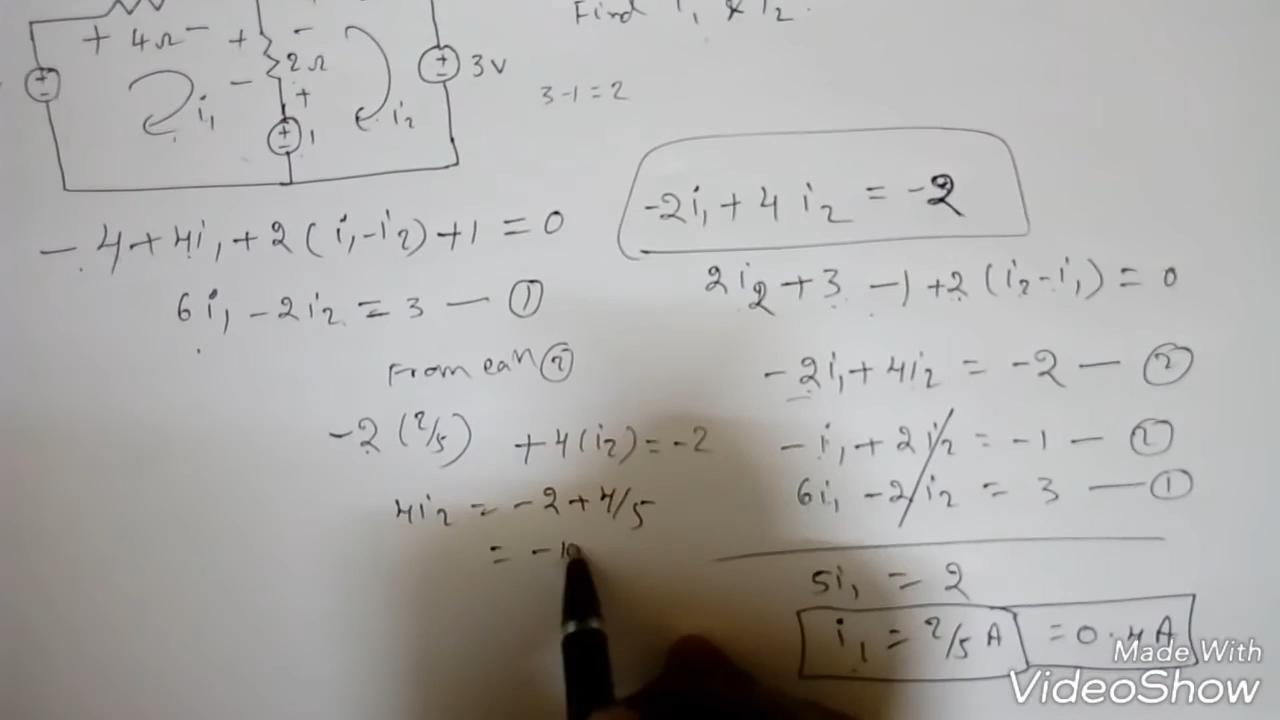 Find i₁ & i₂.
+ 4Ω - + - 2Ω
- + i₁ i₂ 1 3V
3-1=2
-2i₁ + 4i₂ = -2
-4+4i₁+2(i₁-i₂)+1=0
2i₂+3-1+2(i₂-i₁)=0
6i₁-2i₂=3 — ①
From eqn ②
-2i₁+4i₂=-2 — ②
-2(2/5) +4(i₂)=-2
-i₁+2i₂=-1 — ②
4i₂=-2+4/5
6i₁-2i₂=3 — ①
= -10
5i₁=2
i₁=2/5 A =0.4A
Made With
VideoShow